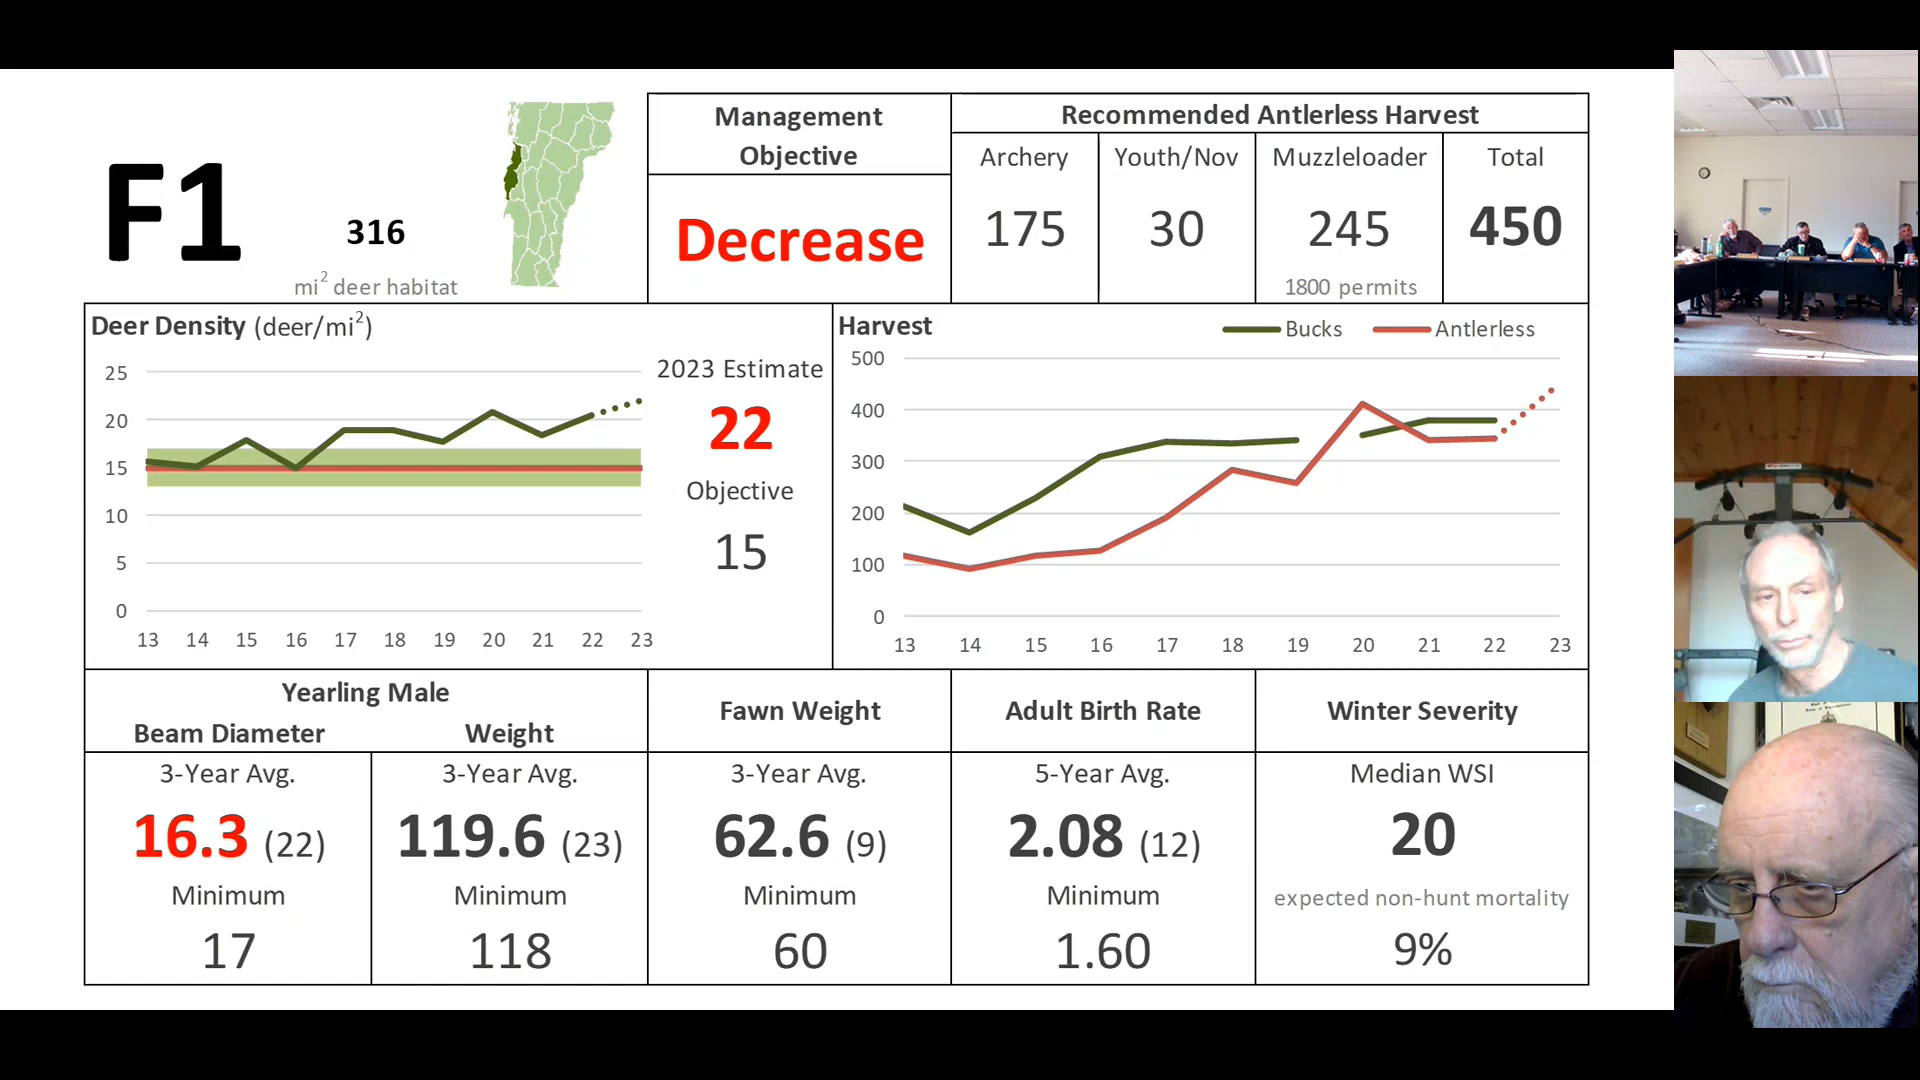 F1
316
mi² deer habitat
Management
Objective
Decrease
Recommended Antlerless Harvest
Archery
Youth/Nov
Muzzleloader
Total
175
30
245
450
1800 permits
Deer Density (deer/mi²)
25
20
15
10
5
0
13 14 15 16 17 18 19 20 21 22 23
2023 Estimate
22
Objective
15
Harvest
Bucks
Antlerless
500
400
300
200
100
0
13 14 15 16 17 18 19 20 21 22 23
Yearling Male
Beam Diameter
Weight
Fawn Weight
Adult Birth Rate
Winter Severity
3-Year Avg.
3-Year Avg.
3-Year Avg.
5-Year Avg.
Median WSI
16.3 (22)
119.6 (23)
62.6 (9)
2.08 (12)
20
Minimum
Minimum
Minimum
Minimum
expected non-hunt mortality
17
118
60
1.60
9%